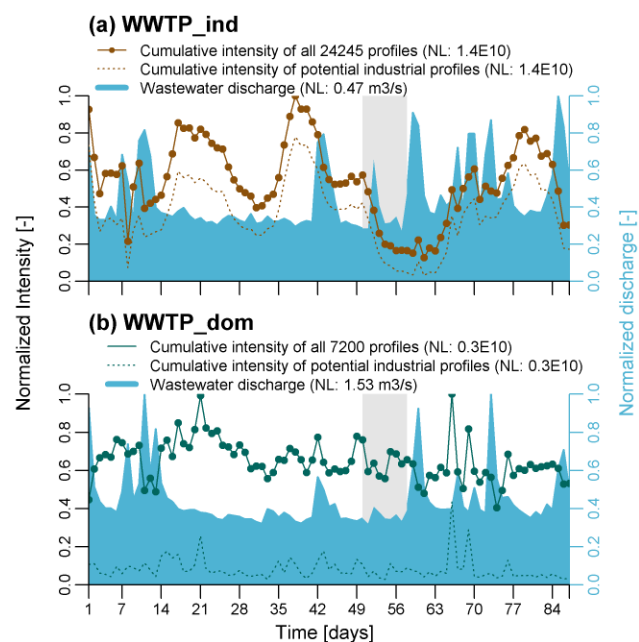 (a) WWTP_ind
Cumulative intensity of all 24245 profiles (NL: 1.4E10)
Cumulative intensity of potential industrial profiles (NL: 1.4E10)
Wastewater discharge (NL: 0.47 m3/s)
1.0
0.8
0.6
0.4
0.2
0.0
1.0
0.8
0.6
0.4
0.2
0.0
(b) WWTP_dom
Cumulative intensity of all 7200 profiles (NL: 0.3E10)
Cumulative intensity of potential industrial profiles (NL: 0.3E10)
Wastewater discharge (NL: 1.53 m3/s)
1.0
0.8
0.6
0.4
0.2
0.0
1.0
0.8
0.6
0.4
0.2
0.0
1 7 14 21 28 35 42 49 56 63 70 77 84
Time [days]
Normalized Intensity [-]
Normalized discharge [-]